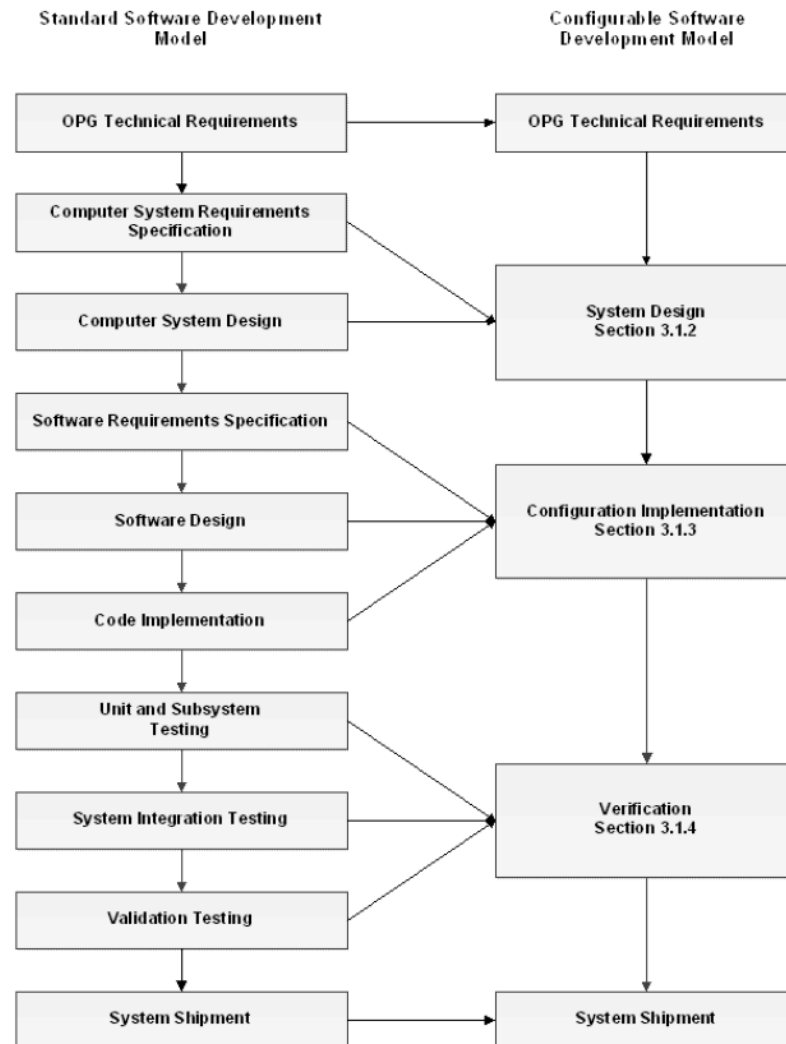 Standard Software Development
Model
Configurable Software
Development Model
OPG Technical Requirements
OPG Technical Requirements
Computer System Requirements
Specification
Computer System Design
System Design
Section 3.1.2
Software Requirements Specification
Software Design
Configuration Implementation
Section 3.1.3
Code Implementation
Unit and Subsystem
Testing
System Integration Testing
Verification
Section 3.1.4
Validation Testing
System Shipment
System Shipment